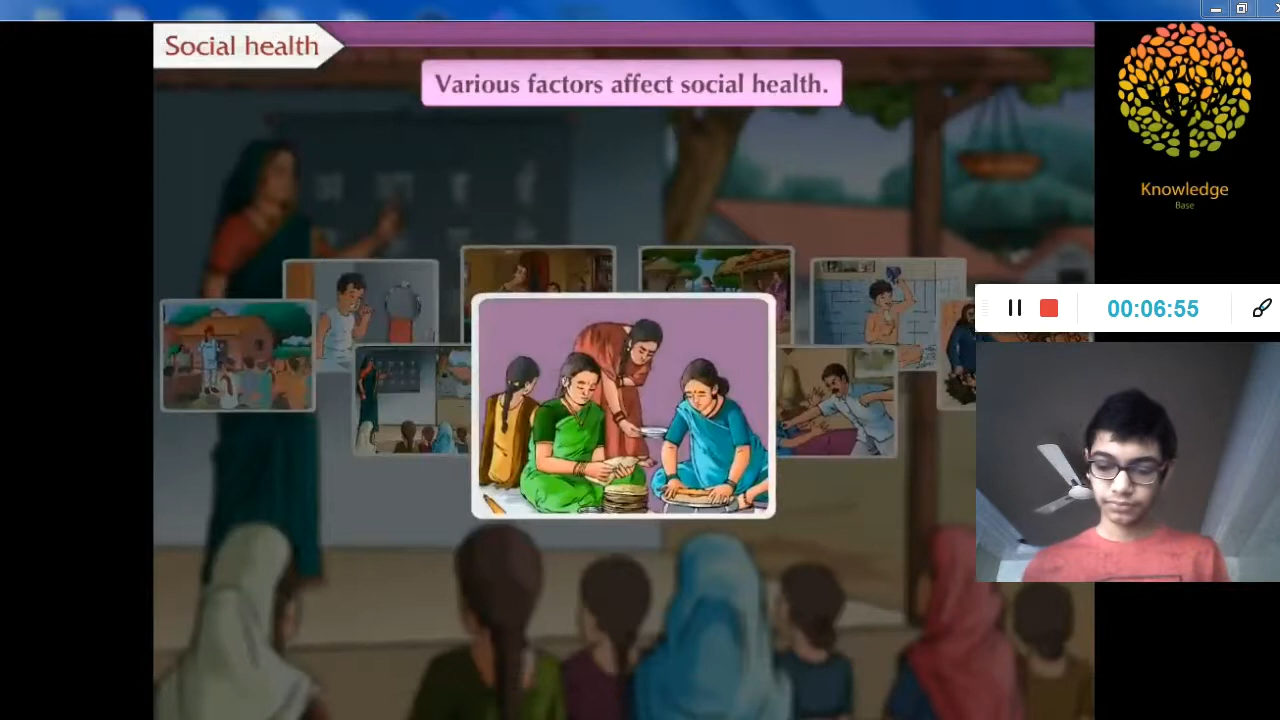 Social health
Various factors affect social health.
Knowledge
Base
00:06:55